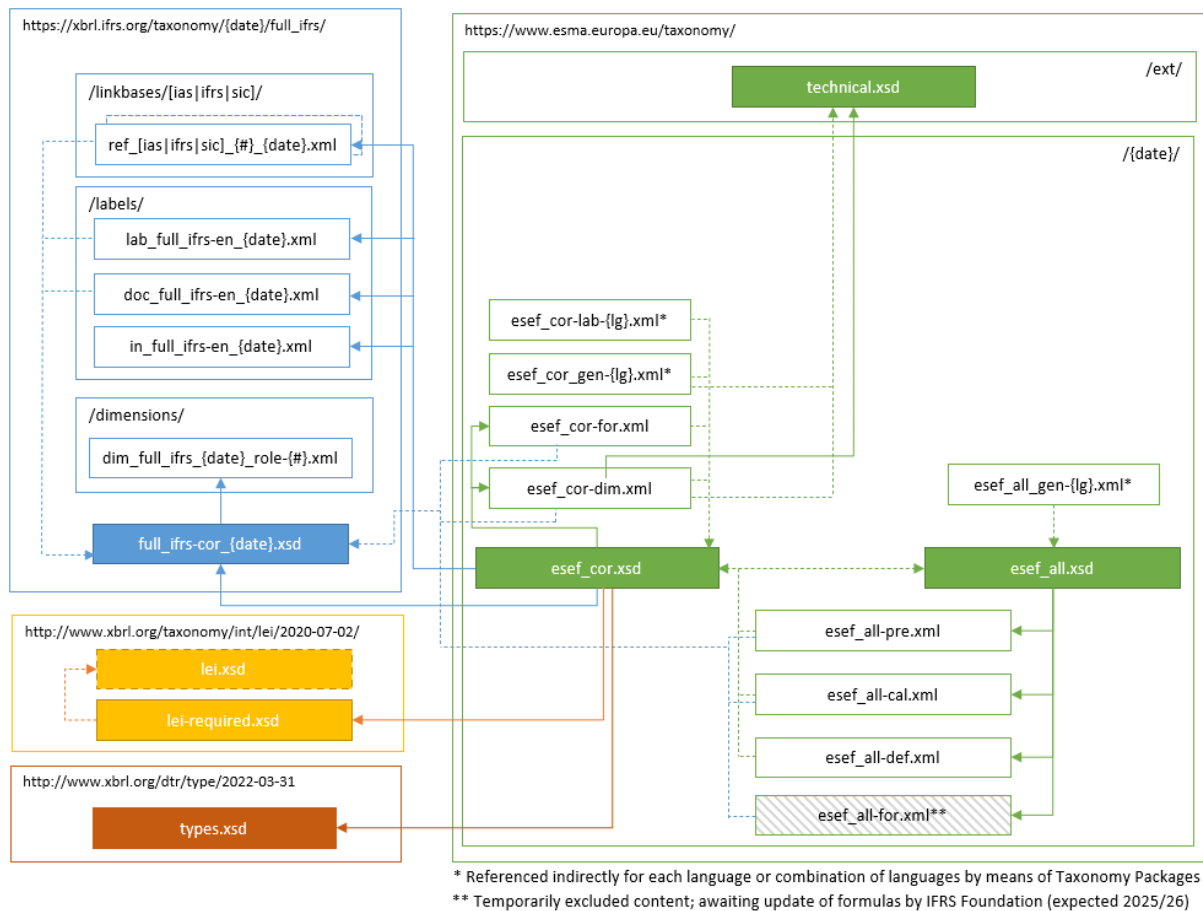 https://xbrl.ifrs.org/taxonomy/{date}/full_ifrs/
/linkbases/[ias|ifrs|sic]/
ref_[ias|ifrs|sic]_{#}_{date}.xml
/labels/
lab_full_ifrs-en_{date}.xml
doc_full_ifrs-en_{date}.xml
in_full_ifrs-en_{date}.xml
/dimensions/
dim_full_ifrs_{date}_role-{#}.xml
full_ifrs-cor_{date}.xsd
http://www.xbrl.org/taxonomy/int/lei/2020-07-02/
lei.xsd
lei-required.xsd
http://www.xbrl.org/dtr/type/2022-03-31
types.xsd
https://www.esma.europa.eu/taxonomy/
/ext/
technical.xsd
/{date}/
esef_cor-lab-{lg}.xml*
esef_cor_gen-{lg}.xml*
esef_cor-for.xml
esef_cor-dim.xml
esef_all_gen-{lg}.xml*
esef_cor.xsd
esef_all.xsd
esef_all-pre.xml
esef_all-cal.xml
esef_all-def.xml
esef_all-for.xml**
* Referenced indirectly for each language or combination of languages by means of Taxonomy Packages
** Temporarily excluded content; awaiting update of formulas by IFRS Foundation (expected 2025/26)